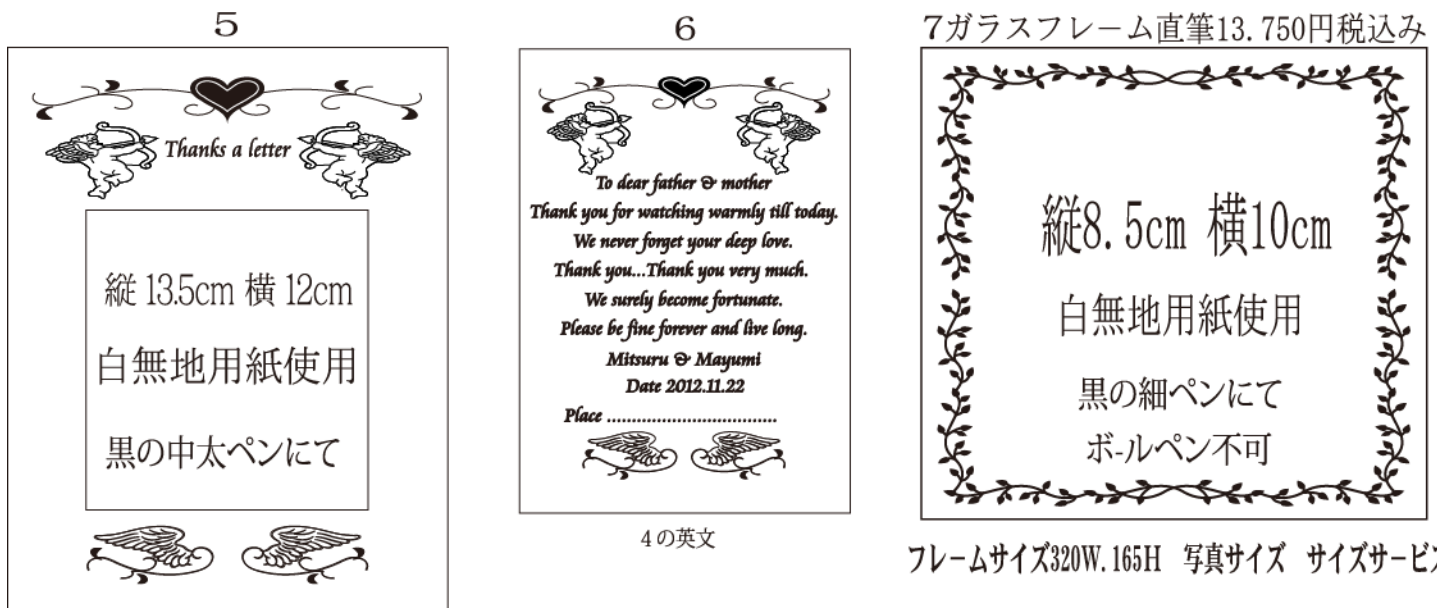 5
Thanks a letter
縦 13.5cm 横 12cm
白無地用紙使用
黒の中太ペンにて
6
To dear father & mother
Thank you for watching warmly till today.
We never forget your deep love.
Thank you...Thank you very much.
We surely become fortunate.
Please be fine forever and live long.
Mitsuru & Mayumi
Date 2012.11.22
Place ..................................
4の英文
7ガラスフレーム直筆13.750円税込み
縦8.5cm 横10cm
白無地用紙使用
黒の細ペンにて
ボ-ルペン不可
フレームサイズ320W.165H 写真サイズ サイズサービス